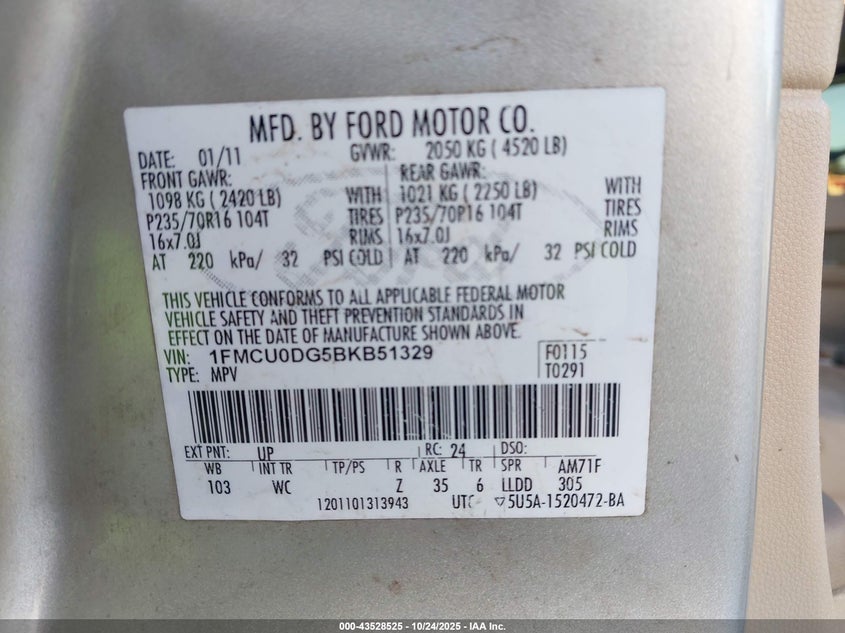 MFD. BY FORD MOTOR CO.
DATE: 01/11 GVWR: 2050 KG ( 4520 LB)
FRONT GAWR: REAR GAWR:
1098 KG ( 2420 LB) WITH 1021 KG ( 2250 LB) WITH
P235/70R16 104T TIRES P235/70R16 104T TIRES
16x7.0J RIMS 16x7.0J RIMS
AT 220 kPa/ 32 PSI COLD AT 220 kPa/ 32 PSI COLD
THIS VEHICLE CONFORMS TO ALL APPLICABLE FEDERAL MOTOR
VEHICLE SAFETY AND THEFT PREVENTION STANDARDS IN
EFFECT ON THE DATE OF MANUFACTURE SHOWN ABOVE.
VIN: 1FMCU0DG5BKB51329 F0115
TYPE: MPV T0291
EXT PNT: UP RC: 24 DSO:
WB INT TR TP/PS R AXLE TR SPR AM71F
103 WC Z 35 6 LLDD 305
1201101313943 UTC ▽5U5A-1520472-BA
000-43528525 - 10/24/2025 - IAA Inc.